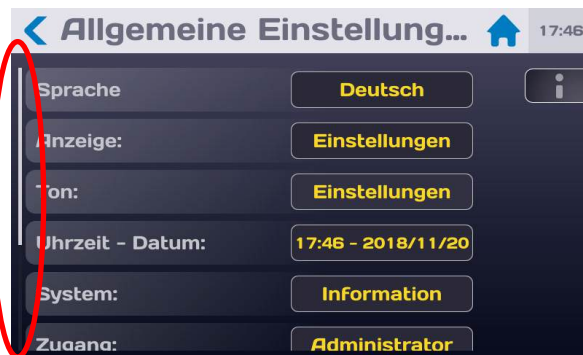 Allgemeine Einstellung... 17:46
Sprache Deutsch
Anzeige: Einstellungen
Ton: Einstellungen
Uhrzeit - Datum: 17:46 - 2018/11/20
System: Information
Zugang: Administrator